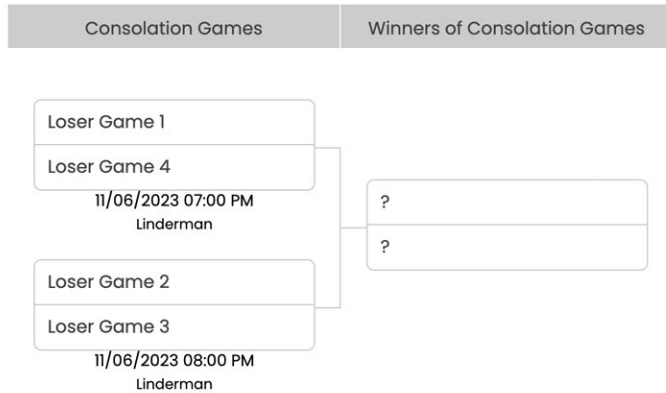 Consolation Games
Winners of Consolation Games
Loser Game 1
Loser Game 4
11/06/2023 07:00 PM
Linderman
?
?
Loser Game 2
Loser Game 3
11/06/2023 08:00 PM
Linderman